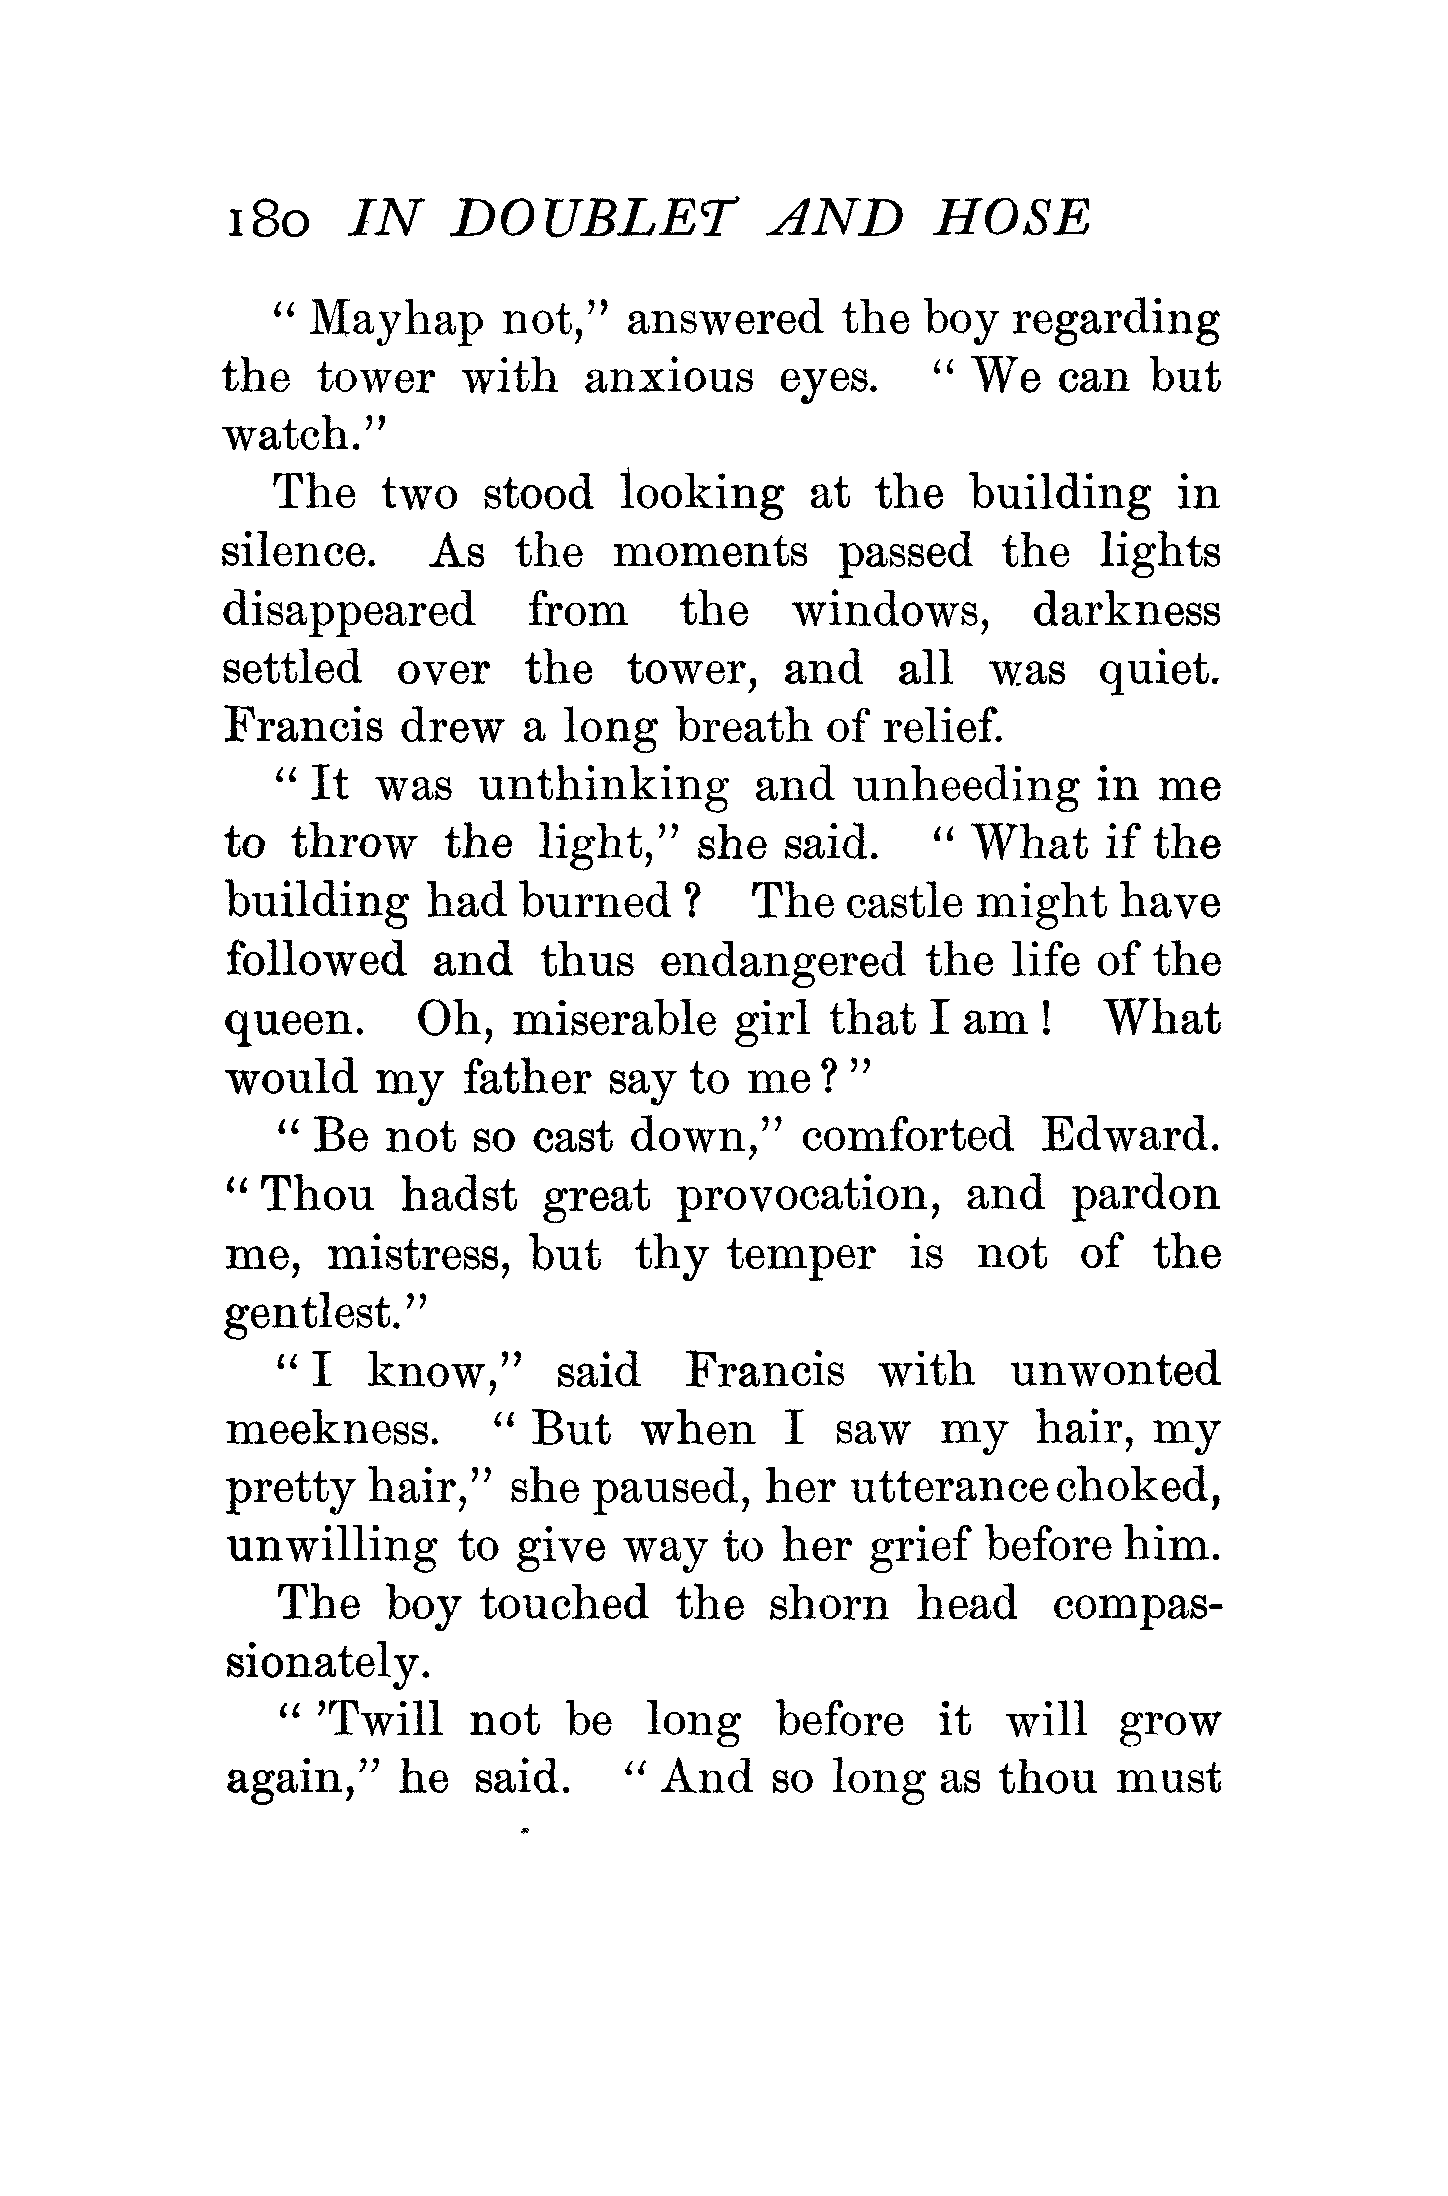 180 IN DOUBLET AND HOSE
“ Mayhap not,” answered the boy regarding
the tower with anxious eyes. “ We can but
watch.”
The two stood looking at the building in
silence. As the moments passed the lights
disappeared from the windows, darkness
settled over the tower, and all was quiet.
Francis drew a long breath of relief.
“ It was unthinking and unheeding in me
to throw the light,” she said. “ What if the
building had burned ? The castle might have
followed and thus endangered the life of the
queen. Oh, miserable girl that I am ! What
would my father say to me ? ”
“ Be not so cast down,” comforted Edward.
“ Thou hadst great provocation, and pardon
me, mistress, but thy temper is not of the
gentlest.”
“ I know,” said Francis with unwonted
meekness. “ But when I saw my hair, my
pretty hair,” she paused, her utterance choked,
unwilling to give way to her grief before him.
The boy touched the shorn head compas-
sionately.
“ ’Twill not be long before it will grow
again,” he said. “ And so long as thou must